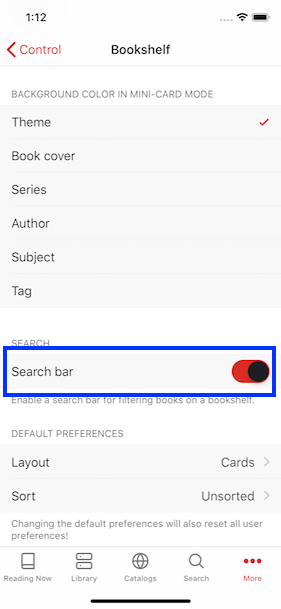 1:12
Control
Bookshelf
BACKGROUND COLOR IN MINI-CARD MODE
Theme
Book cover
Series
Author
Subject
Tag
SEARCH
Search bar
Enable a search bar for filtering books on a bookshelf.
DEFAULT PREFERENCES
Layout Cards
Sort Unsorted
Changing the default preferences will also reset all user
preferences!
Reading Now Library Catalogs Search More